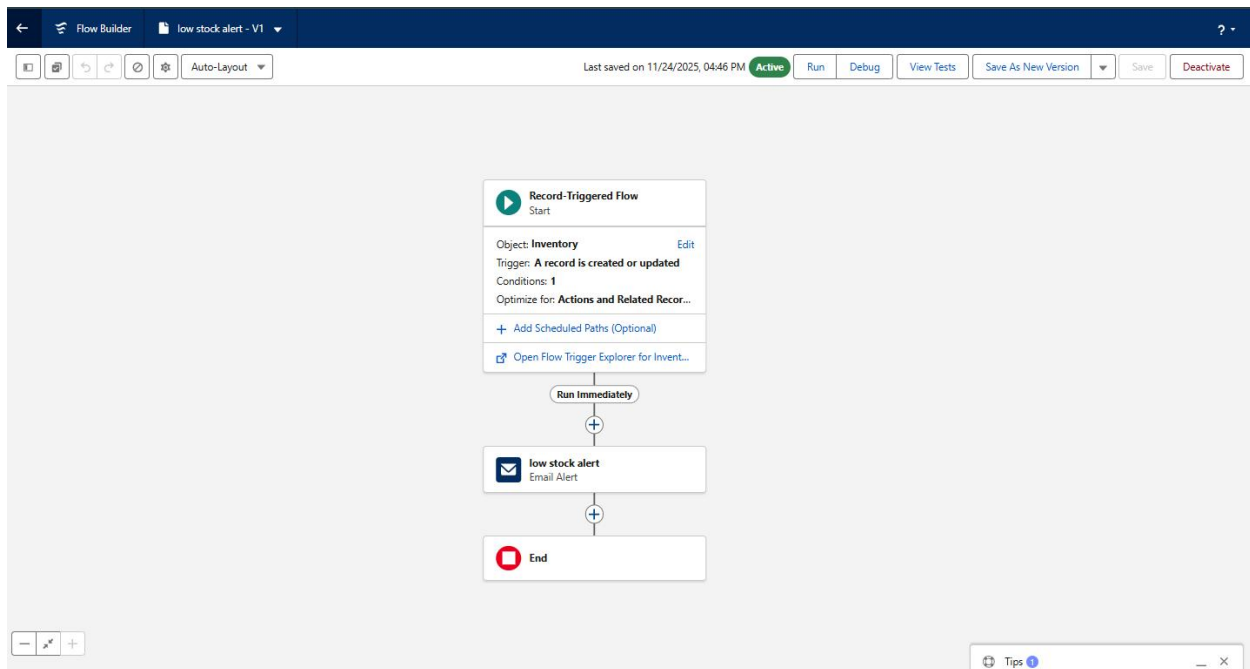 Flow Builder
low stock alert - V1
?
Auto-Layout
Last saved on 11/24/2025, 04:46 PM
Active
Run
Debug
View Tests
Save As New Version
Save
Deactivate
Record-Triggered Flow
Start
Object: Inventory
Edit
Trigger: A record is created or updated
Conditions: 1
Optimize for: Actions and Related Recor...
+ Add Scheduled Paths (Optional)
Open Flow Trigger Explorer for Invent...
Run Immediately
low stock alert
Email Alert
End
Tips 1